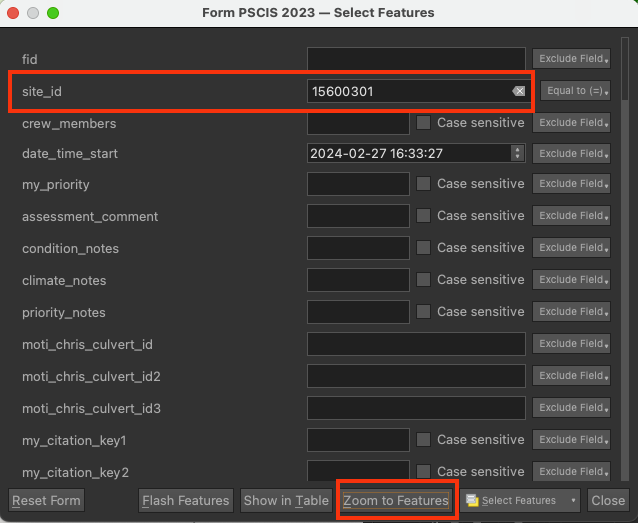 Form PSCIS 2023 — Select Features
fid Exclude Field
site_id 15600301 Equal to (=)
crew_members Case sensitive Exclude Field
date_time_start 2024-02-27 16:33:27 Exclude Field
my_priority Case sensitive Exclude Field
assessment_comment Case sensitive Exclude Field
condition_notes Case sensitive Exclude Field
climate_notes Case sensitive Exclude Field
priority_notes Case sensitive Exclude Field
moti_chris_culvert_id Exclude Field
moti_chris_culvert_id2 Exclude Field
moti_chris_culvert_id3 Exclude Field
my_citation_key1 Case sensitive Exclude Field
my_citation_key2 Case sensitive Exclude Field
Reset Form Flash Features Show in Table Zoom to Features Select Features Close